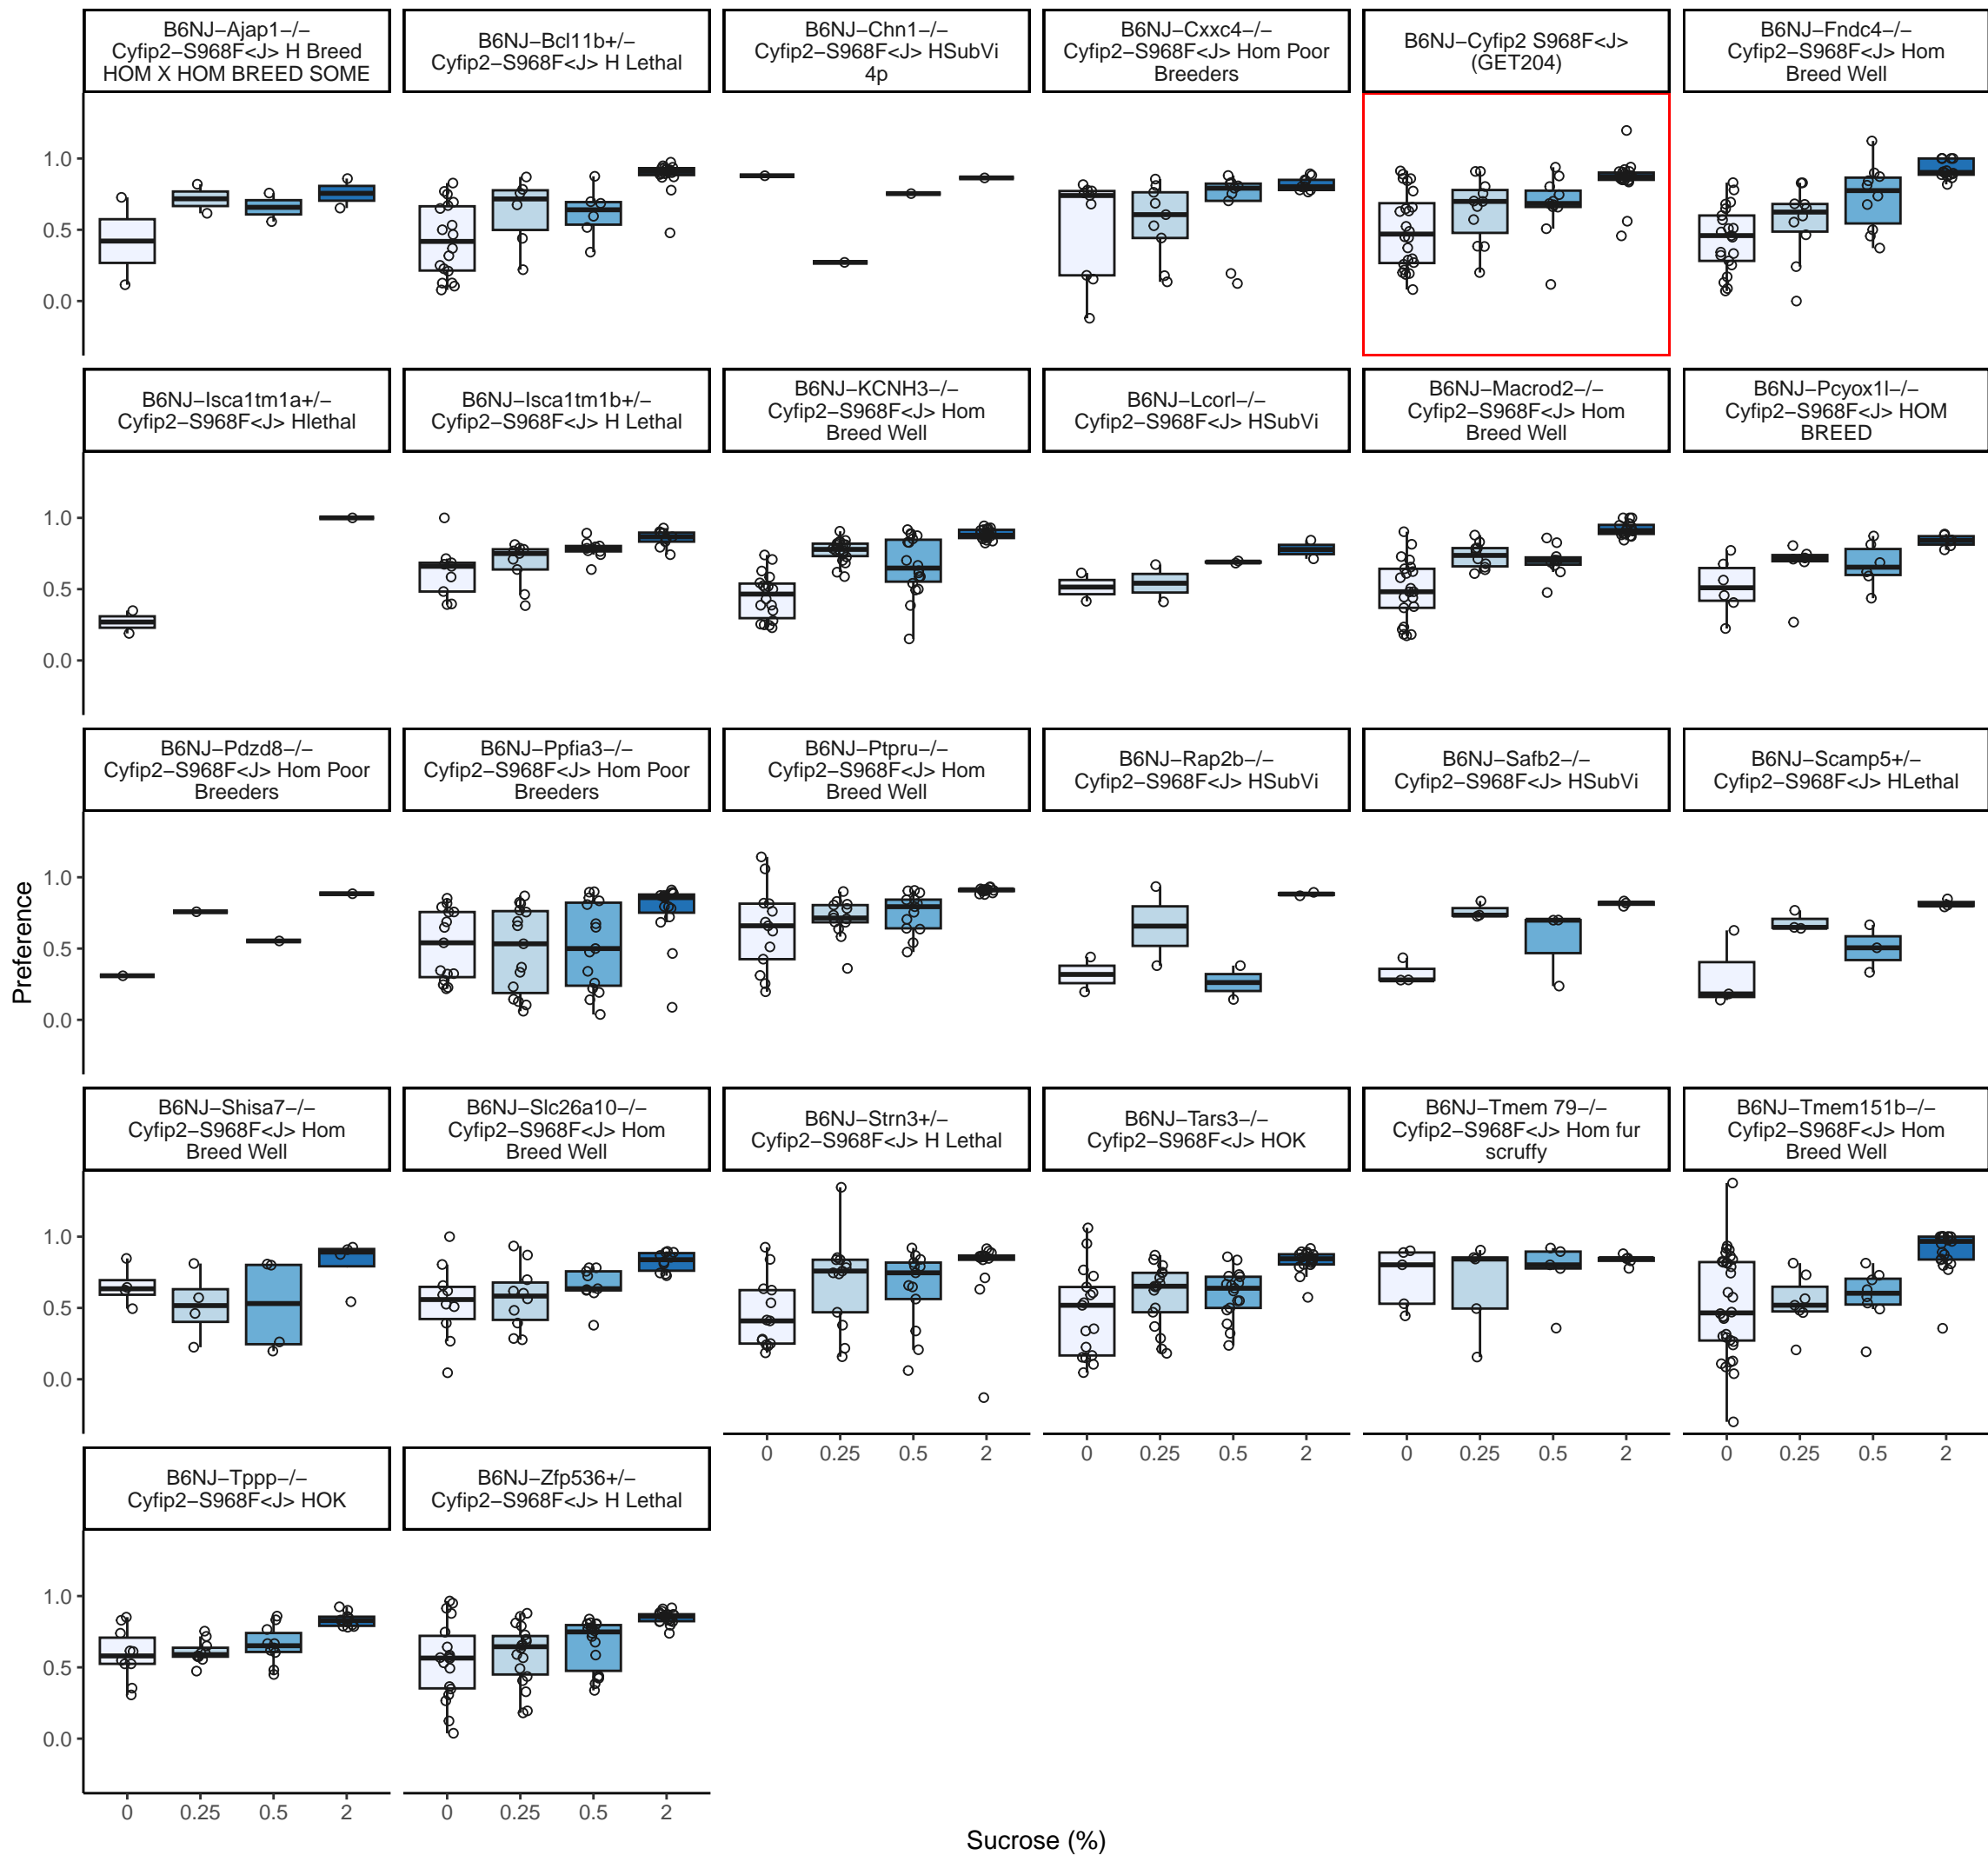 B6NJ−Ajap1−/−
Cyfip2−S968F<J> H Breed
HOM X HOM BREED SOME
B6NJ−Bcl11b+/−
Cyfip2−S968F<J> H Lethal
B6NJ−Chn1−/−
Cyfip2−S968F<J> HSubVi
4p
B6NJ−Cxxc4−/−
Cyfip2−S968F<J> Hom Poor
Breeders
B6NJ−Cyfip2 S968F<J>
(GET204)
B6NJ−Fndc4−/−
Cyfip2−S968F<J> Hom
Breed Well
1.0
0.5
0.0
B6NJ−Isca1tm1a+/−
Cyfip2−S968F<J> Hlethal
B6NJ−Isca1tm1b+/−
Cyfip2−S968F<J> H Lethal
B6NJ−KCNH3−/−
Cyfip2−S968F<J> Hom
Breed Well
B6NJ−Lcorl−/−
Cyfip2−S968F<J> HSubVi
B6NJ−Macrod2−/−
Cyfip2−S968F<J> Hom
Breed Well
B6NJ−Pcyox1l−/−
Cyfip2−S968F<J> HOM
BREED
1.0
0.5
0.0
B6NJ−Pdzd8−/−
Cyfip2−S968F<J> Hom Poor
Breeders
B6NJ−Ppfia3−/−
Cyfip2−S968F<J> Hom Poor
Breeders
B6NJ−Ptpru−/−
Cyfip2−S968F<J> Hom
Breed Well
B6NJ−Rap2b−/−
Cyfip2−S968F<J> HSubVi
B6NJ−Safb2−/−
Cyfip2−S968F<J> HSubVi
B6NJ−Scamp5+/−
Cyfip2−S968F<J> HLethal
1.0
0.5
0.0
Preference
B6NJ−Shisa7−/−
Cyfip2−S968F<J> Hom
Breed Well
B6NJ−Slc26a10−/−
Cyfip2−S968F<J> Hom
Breed Well
B6NJ−Strn3+/−
Cyfip2−S968F<J> H Lethal
B6NJ−Tars3−/−
Cyfip2−S968F<J> HOK
B6NJ−Tmem 79−/−
Cyfip2−S968F<J> Hom fur
scruffy
B6NJ−Tmem151b−/−
Cyfip2−S968F<J> Hom
Breed Well
1.0
0.5
0.0
0 0.25 0.5 2
0 0.25 0.5 2
0 0.25 0.5 2
0 0.25 0.5 2
B6NJ−Tppp−/−
Cyfip2−S968F<J> HOK
B6NJ−Zfp536+/−
Cyfip2−S968F<J> H Lethal
1.0
0.5
0.0
0 0.25 0.5 2
0 0.25 0.5 2
Sucrose (%)